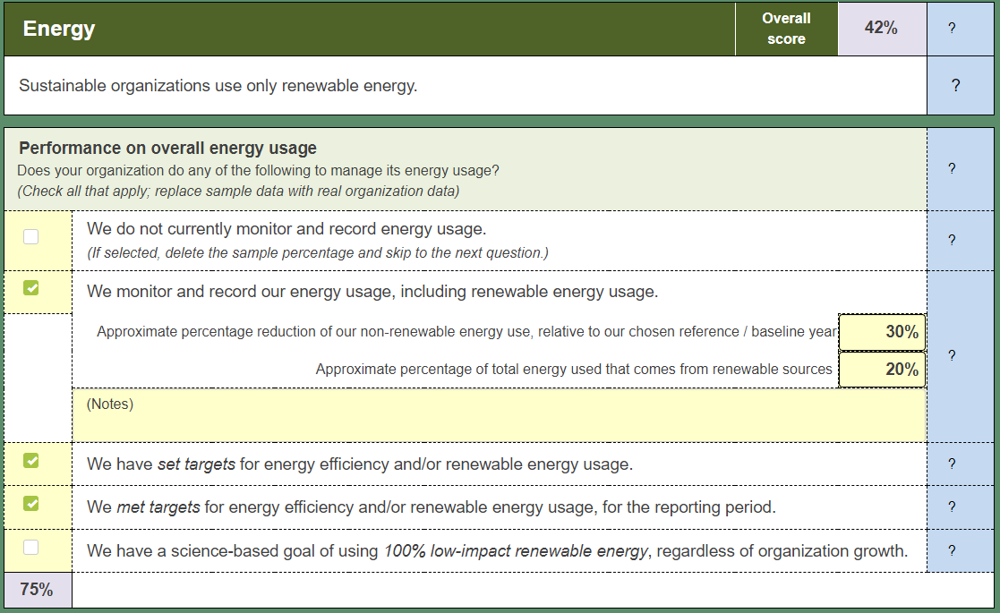 Energy
Overall
score
42%
?
Sustainable organizations use only renewable energy.
?
Performance on overall energy usage
Does your organization do any of the following to manage its energy usage?
(Check all that apply; replace sample data with real organization data)
?
We do not currently monitor and record energy usage.
(If selected, delete the sample percentage and skip to the next question.)
?
We monitor and record our energy usage, including renewable energy usage.
Approximate percentage reduction of our non-renewable energy use, relative to our chosen reference / baseline year
30%
?
Approximate percentage of total energy used that comes from renewable sources
20%
(Notes)
We have set targets for energy efficiency and/or renewable energy usage.
?
We met targets for energy efficiency and/or renewable energy usage, for the reporting period.
?
We have a science-based goal of using 100% low-impact renewable energy, regardless of organization growth.
?
75%